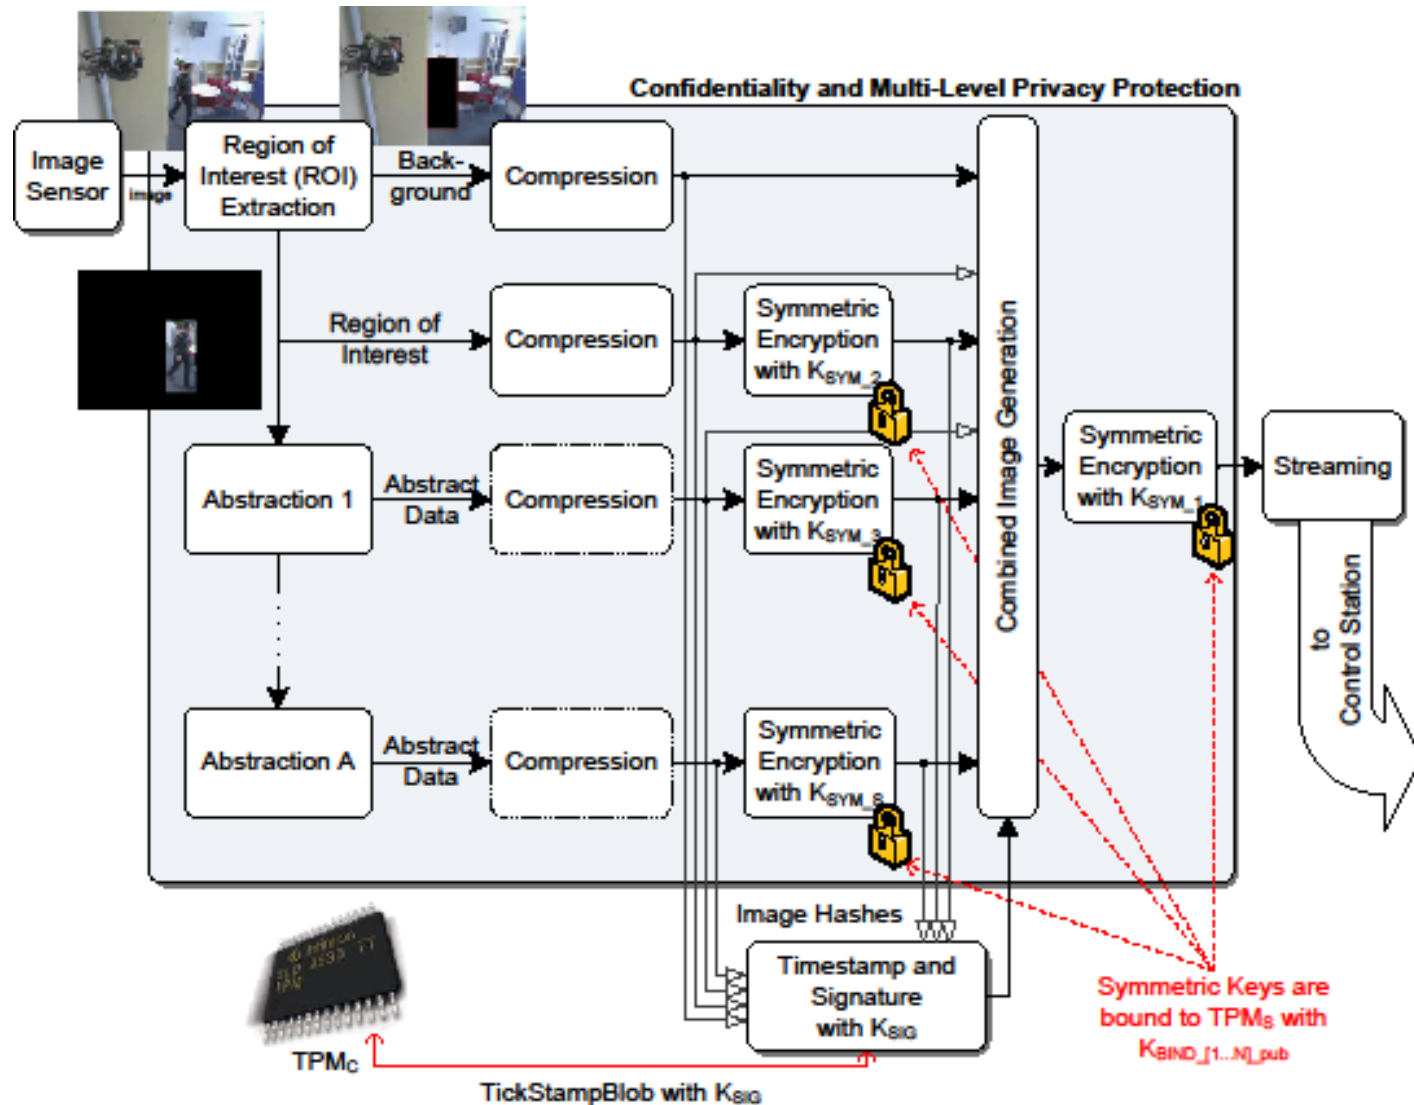 Confidentiality and Multi-Level Privacy Protection
Image
Sensor
image
Region of
Interest (ROI)
Extraction
Back-
ground
Compression
Region of
Interest
Compression
Symmetric
Encryption
with KSYM_2
Abstraction 1
Abstract
Data
Compression
Symmetric
Encryption
with KSYM_3
Abstraction A
Abstract
Data
Compression
Symmetric
Encryption
with KSYM_S
Combined Image Generation
Symmetric
Encryption
with KSYM_1
Streaming
to
Control Station
Image Hashes
Timestamp and
Signature
with KSIG
Symmetric Keys are
bound to TPMS with
KBIND_[1...N]_pub
TPMC
TickStampBlob with KSIG